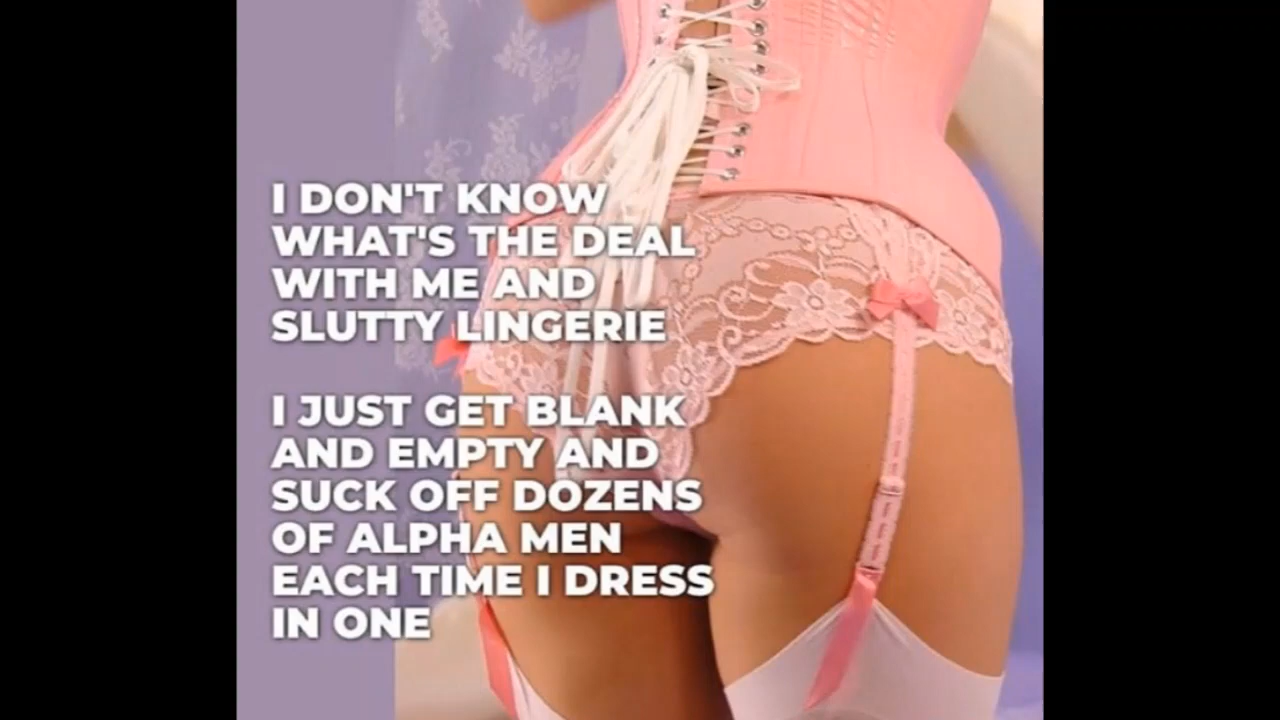 I DON'T KNOW
WHAT'S THE DEAL
WITH ME AND
SLUTTY LINGERIE
I JUST GET BLANK
AND EMPTY AND
SUCK OFF DOZENS
OF ALPHA MEN
EACH TIME I DRESS
IN ONE